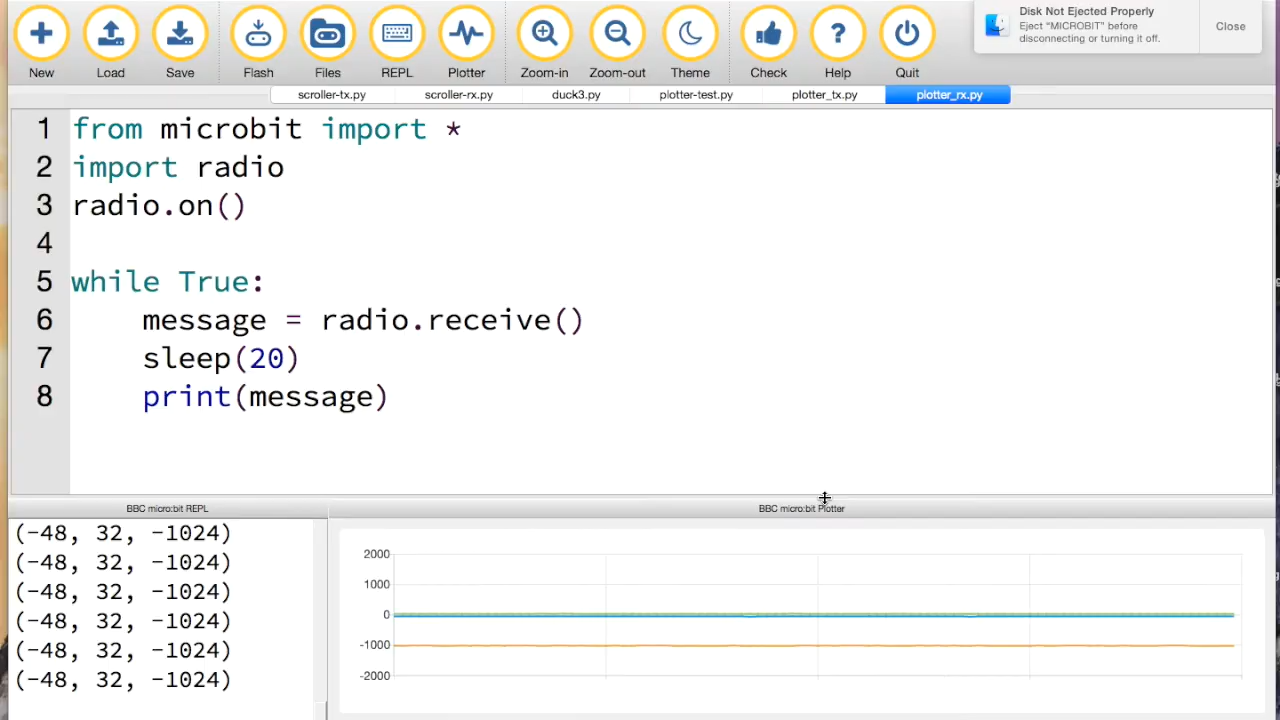 New Load Save Flash Files REPL Plotter Zoom-in Zoom-out Theme Check Help Quit
Disk Not Ejected Properly
Eject "MICROBIT" before
disconnecting or turning it off.
Close
scroller-tx.py scroller-rx.py duck3.py plotter-test.py plotter_tx.py plotter_rx.py
1 from microbit import *
2 import radio
3 radio.on()
4
5 while True:
6 message = radio.receive()
7 sleep(20)
8 print(message)
BBC micro:bit REPL
(-48, 32, -1024)
(-48, 32, -1024)
(-48, 32, -1024)
(-48, 32, -1024)
(-48, 32, -1024)
(-48, 32, -1024)
BBC micro:bit Plotter
2000
1000
0
-1000
-2000